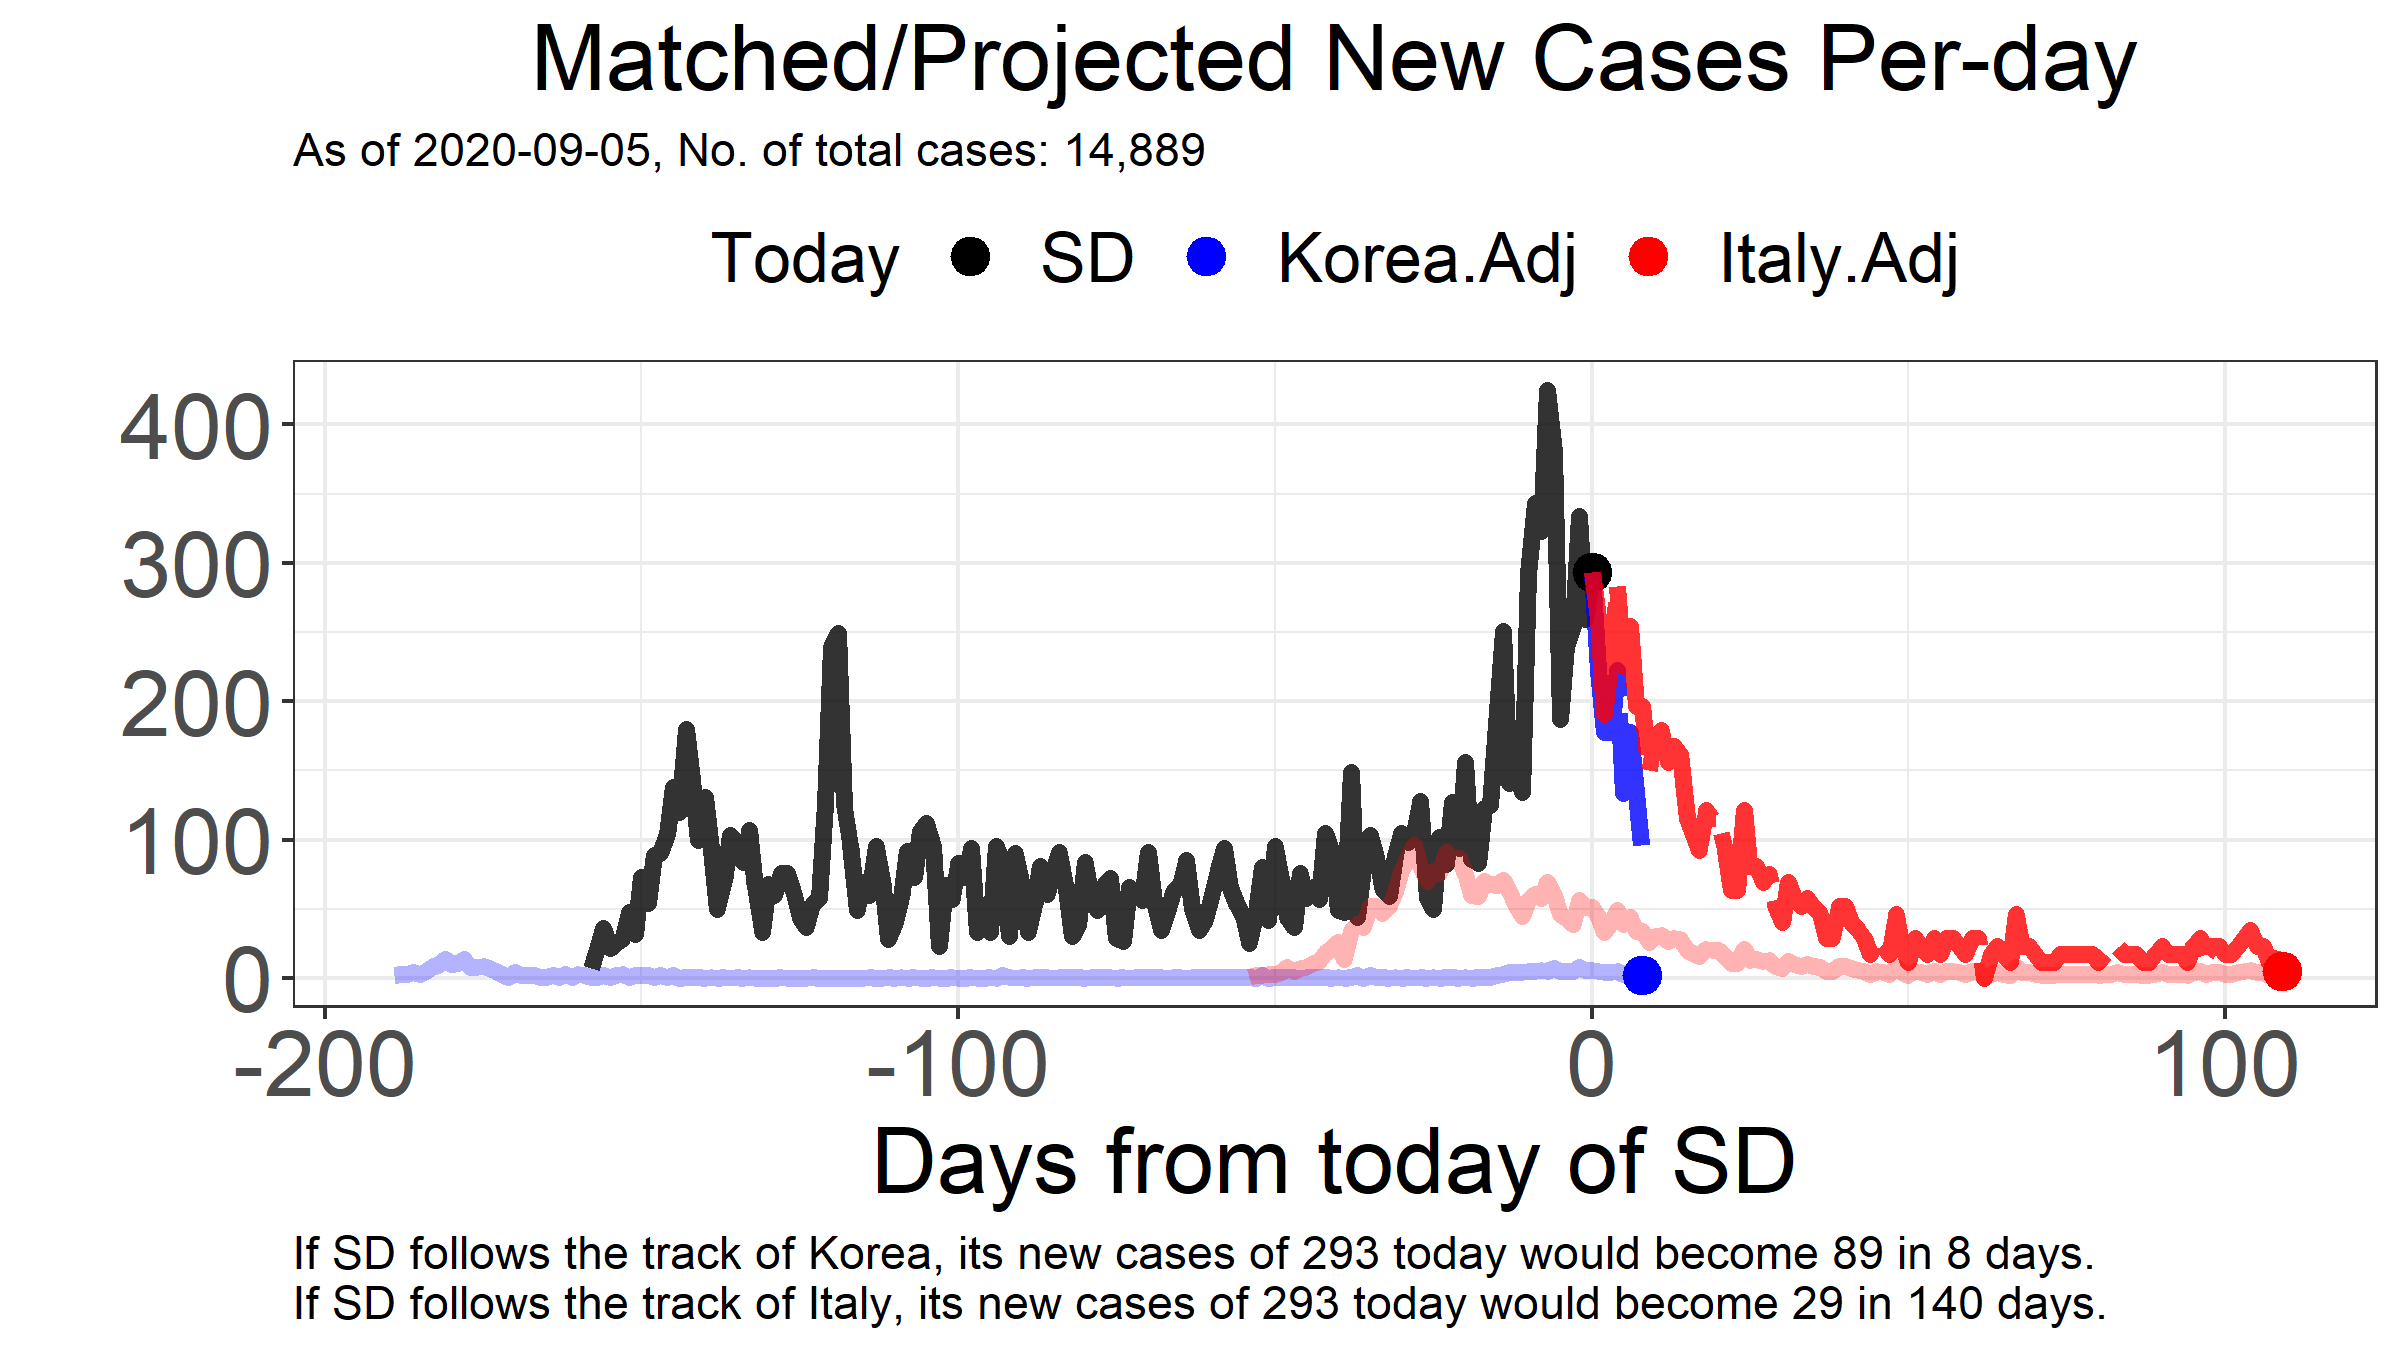 Matched/Projected New Cases Per-day
As of 2020-09-05, No. of total cases: 14,889
Today SD Korea.Adj Italy.Adj
400
300
200
100
0
-200 -100 0 100
Days from today of SD
If SD follows the track of Korea, its new cases of 293 today would become 89 in 8 days.
If SD follows the track of Italy, its new cases of 293 today would become 29 in 140 days.